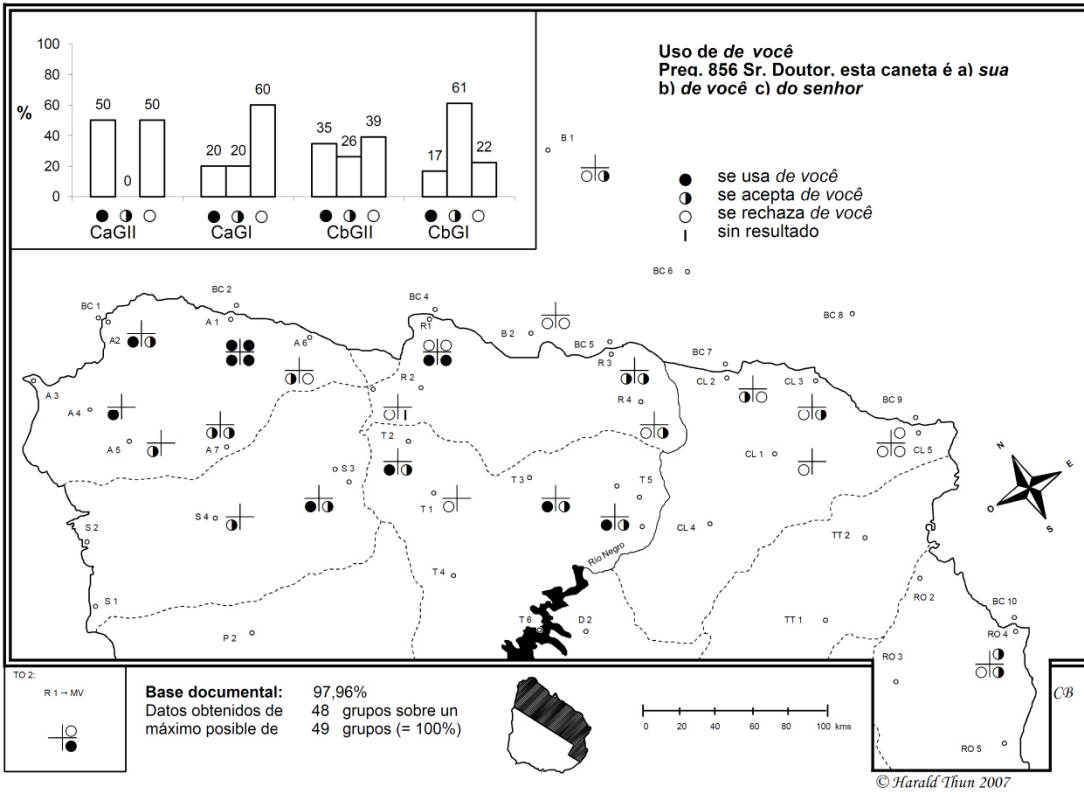 100
80
60
40
20
0
%
50
0
50
20
20
60
35
26
39
17
61
22
CaGII
CaGI
CbGII
CbGI
Uso de de você
Preg. 856 Sr. Doutor, esta caneta é a) sua
b) de você c) do senhor
se usa de você
se acepta de você
se rechaza de você
sin resultado
B 1
BC 6
BC 8
BC 1
BC 2
BC 4
BC 5
BC 7
BC 9
BC 10
A 1
A2
A 3
A 4
A 5
A 6
A 7
R1
R 2
R 3
R 4
B 2
CL 1
CL 2
CL 3
CL 4
CL 5
S 1
S 2
S 3
S 4
T 1
T 2
T 3
T 4
T 5
T 6
D 2
P 2
Río Negro
TT 1
TT 2
RO 2
RO 3
RO 4
RO 5
N
E
S
O
TO 2:
R 1 → MV
Base documental: 97,96%
Datos obtenidos de 48 grupos sobre un
máximo posible de 49 grupos (= 100%)
0 20 40 60 80 100 kms
CB
© Harald Thun 2007